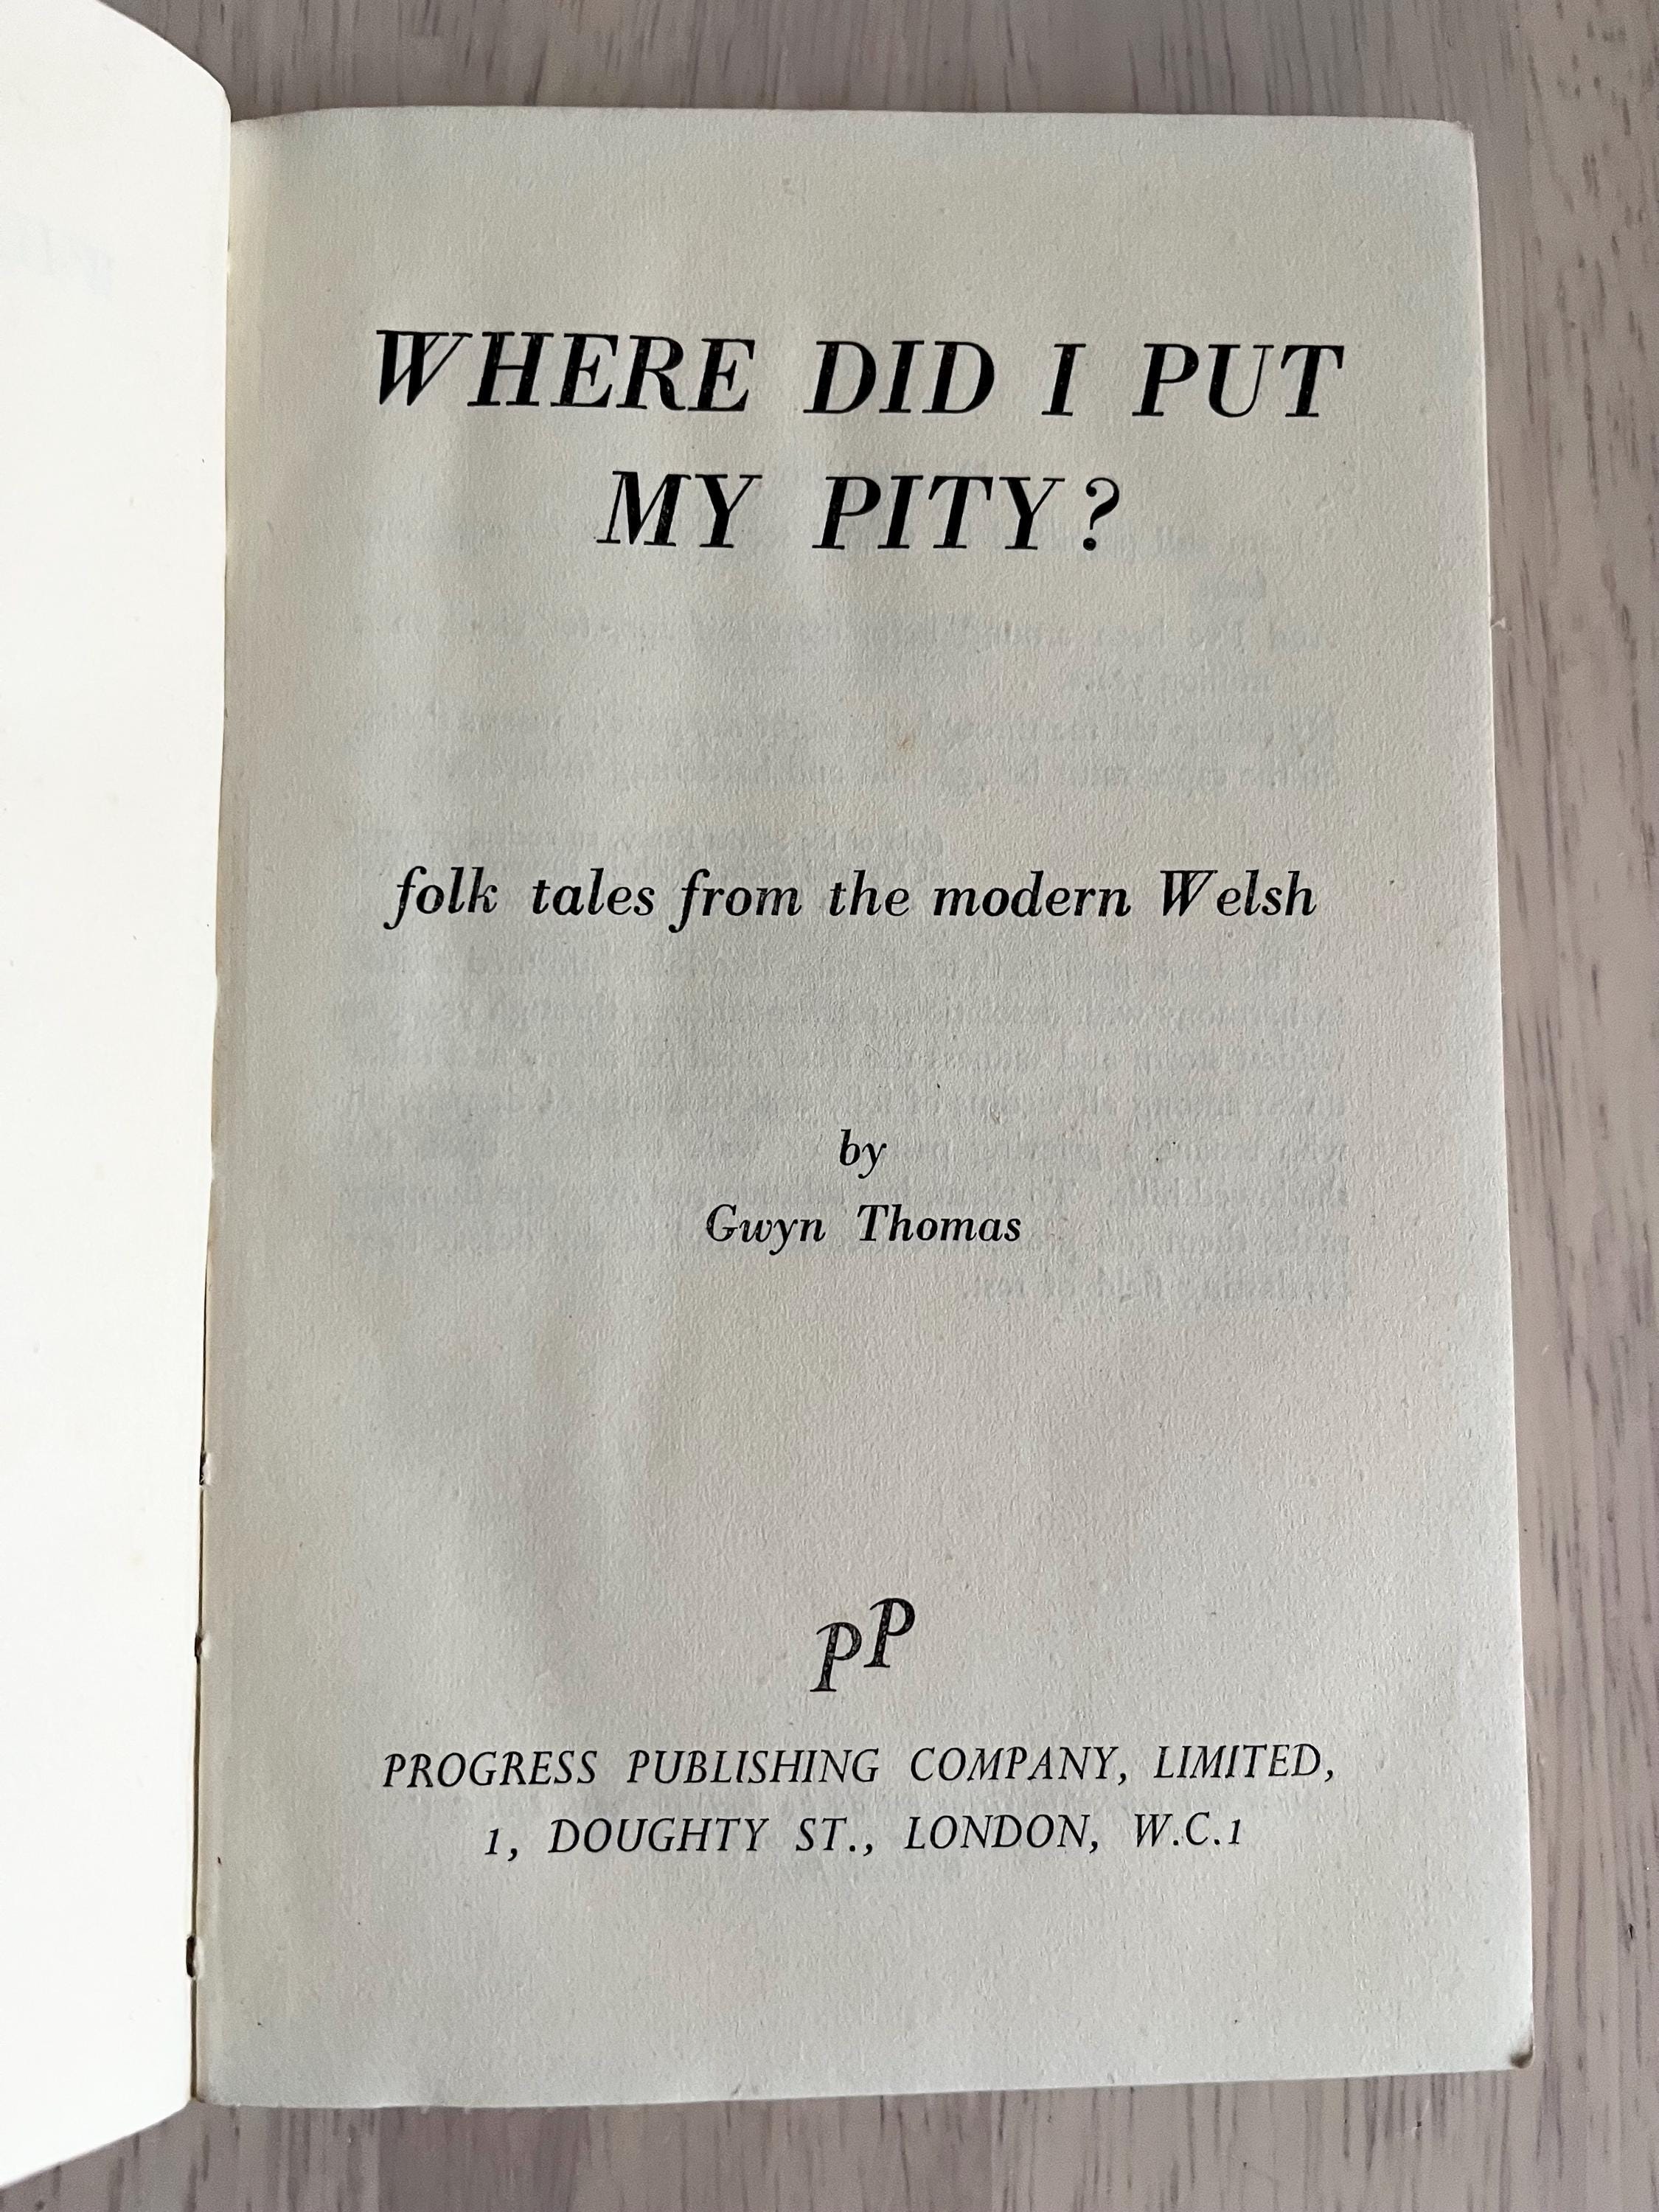 WHERE DID I PUT
MY PITY?
folk tales from the modern Welsh
by
Gwyn Thomas
PP
PROGRESS PUBLISHING COMPANY, LIMITED,
1, DOUGHTY ST., LONDON, W.C.1